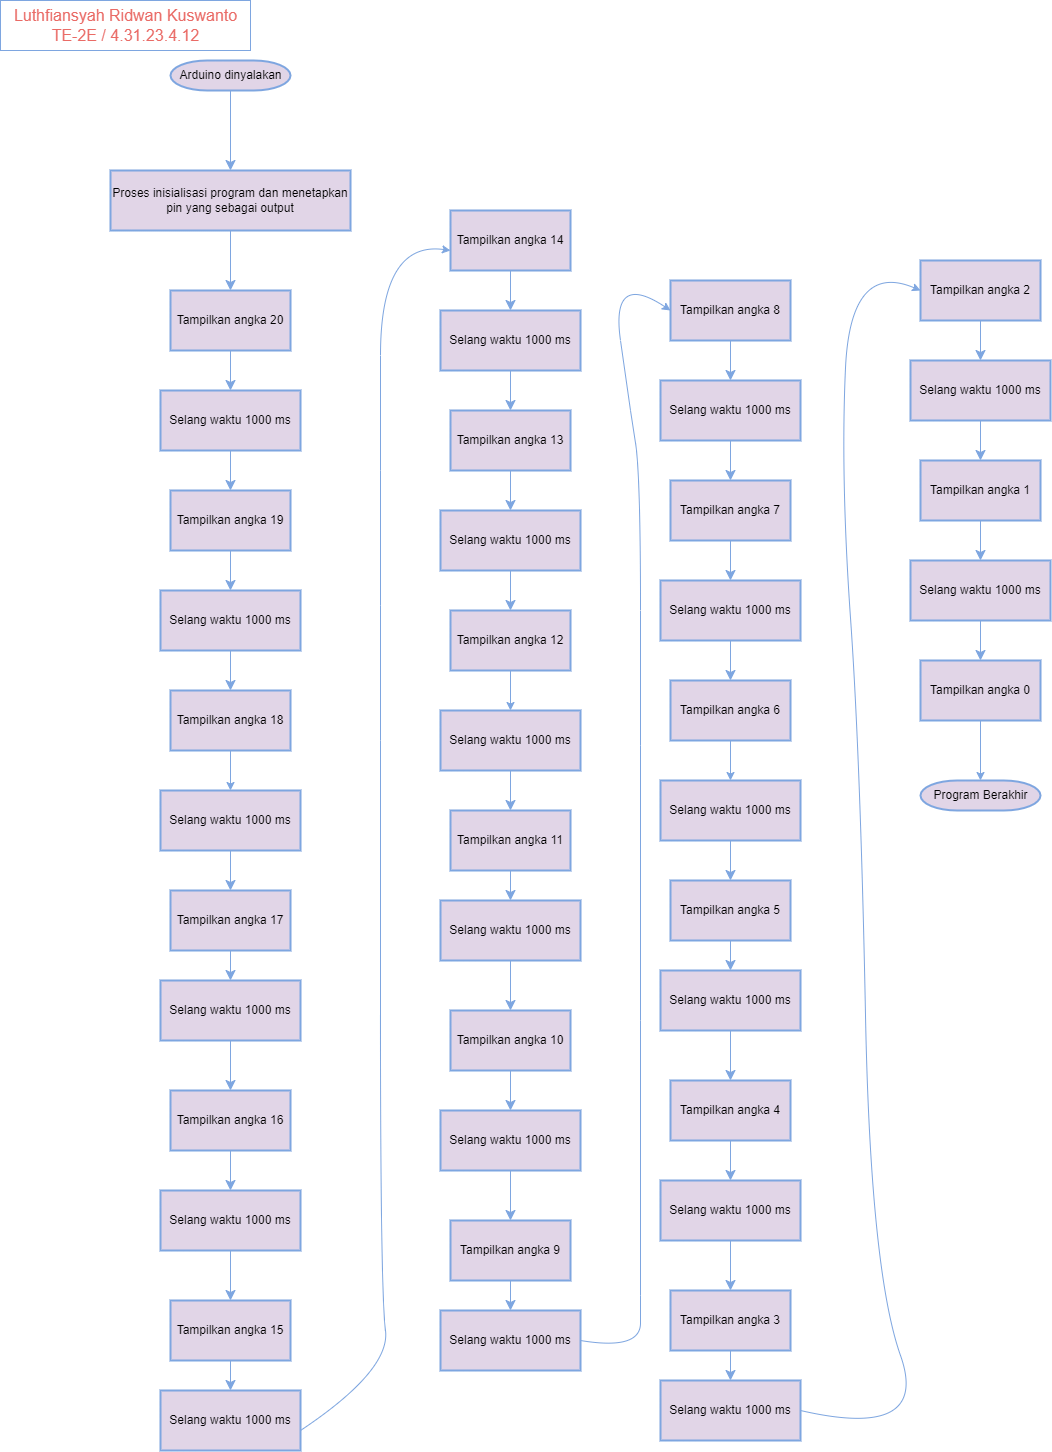 Luthfiansyah Ridwan Kuswanto
TE-2E / 4.31.23.4.12
Arduino dinyalakan
Proses inisialisasi program dan menetapkan
pin yang sebagai output
Tampilkan angka 20
Selang waktu 1000 ms
Tampilkan angka 19
Selang waktu 1000 ms
Tampilkan angka 18
Selang waktu 1000 ms
Tampilkan angka 17
Selang waktu 1000 ms
Tampilkan angka 16
Selang waktu 1000 ms
Tampilkan angka 15
Selang waktu 1000 ms
Tampilkan angka 14
Selang waktu 1000 ms
Tampilkan angka 13
Selang waktu 1000 ms
Tampilkan angka 12
Selang waktu 1000 ms
Tampilkan angka 11
Selang waktu 1000 ms
Tampilkan angka 10
Selang waktu 1000 ms
Tampilkan angka 9
Selang waktu 1000 ms
Tampilkan angka 8
Selang waktu 1000 ms
Tampilkan angka 7
Selang waktu 1000 ms
Tampilkan angka 6
Selang waktu 1000 ms
Tampilkan angka 5
Selang waktu 1000 ms
Tampilkan angka 4
Selang waktu 1000 ms
Tampilkan angka 3
Selang waktu 1000 ms
Tampilkan angka 2
Selang waktu 1000 ms
Tampilkan angka 1
Selang waktu 1000 ms
Tampilkan angka 0
Program Berakhir